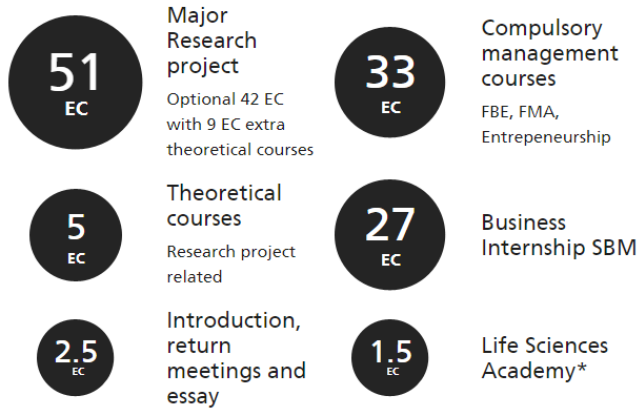 51
EC
Major
Research
project
Optional 42 EC
with 9 EC extra
theoretical courses
33
EC
Compulsory
management
courses
FBE, FMA,
Entrepeneurship
5
EC
Theoretical
courses
Research project
related
27
EC
Business
Internship SBM
2.5
EC
Introduction,
return
meetings and
essay
1.5
EC
Life Sciences
Academy*